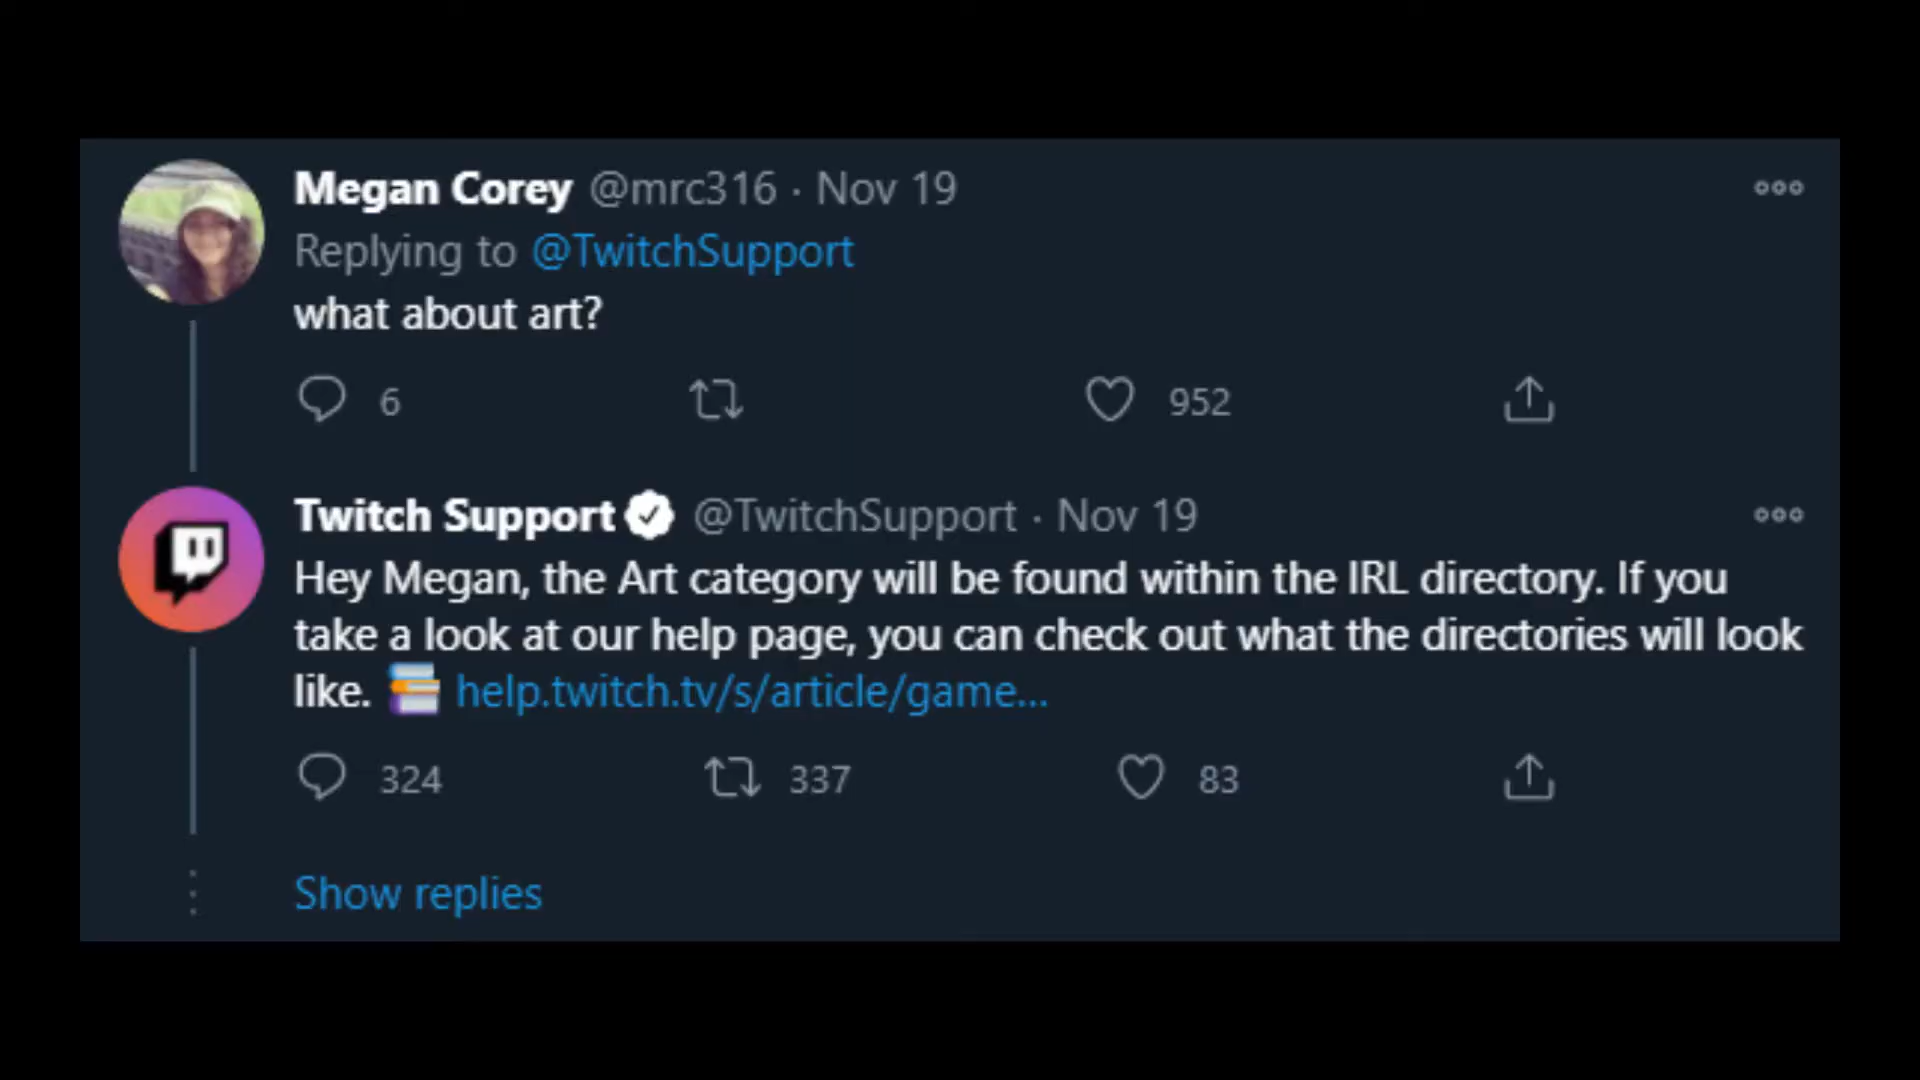 Megan Corey @mrc316 · Nov 19
Replying to @TwitchSupport
what about art?
6 952
Twitch Support @TwitchSupport · Nov 19
Hey Megan, the Art category will be found within the IRL directory. If you
take a look at our help page, you can check out what the directories will look
like. 📚 help.twitch.tv/s/article/game...
324 337 83
Show replies